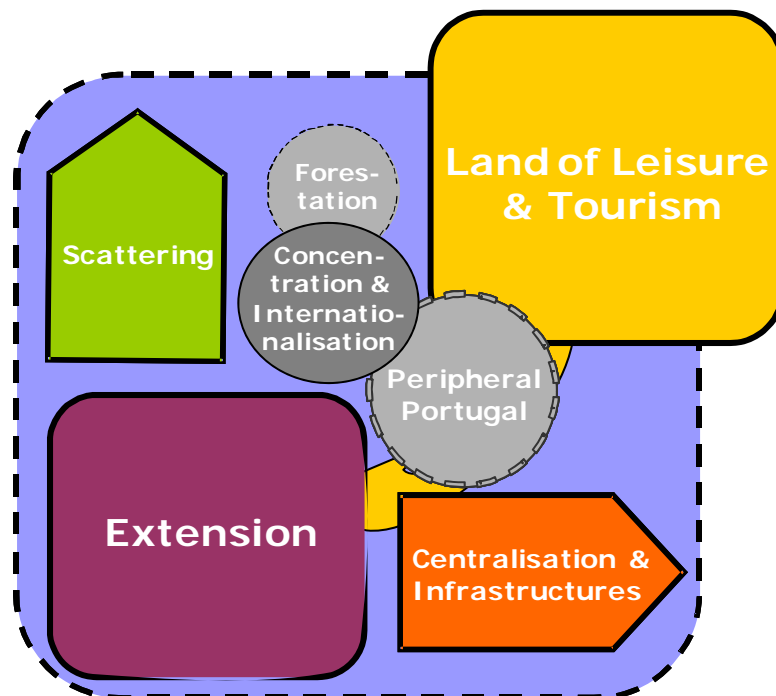 Land of Leisure
& Tourism
Fores-
tation
Scattering
Concen-
tration &
Internatio-
nalisation
Peripheral
Portugal
Extension
Centralisation &
Infrastructures